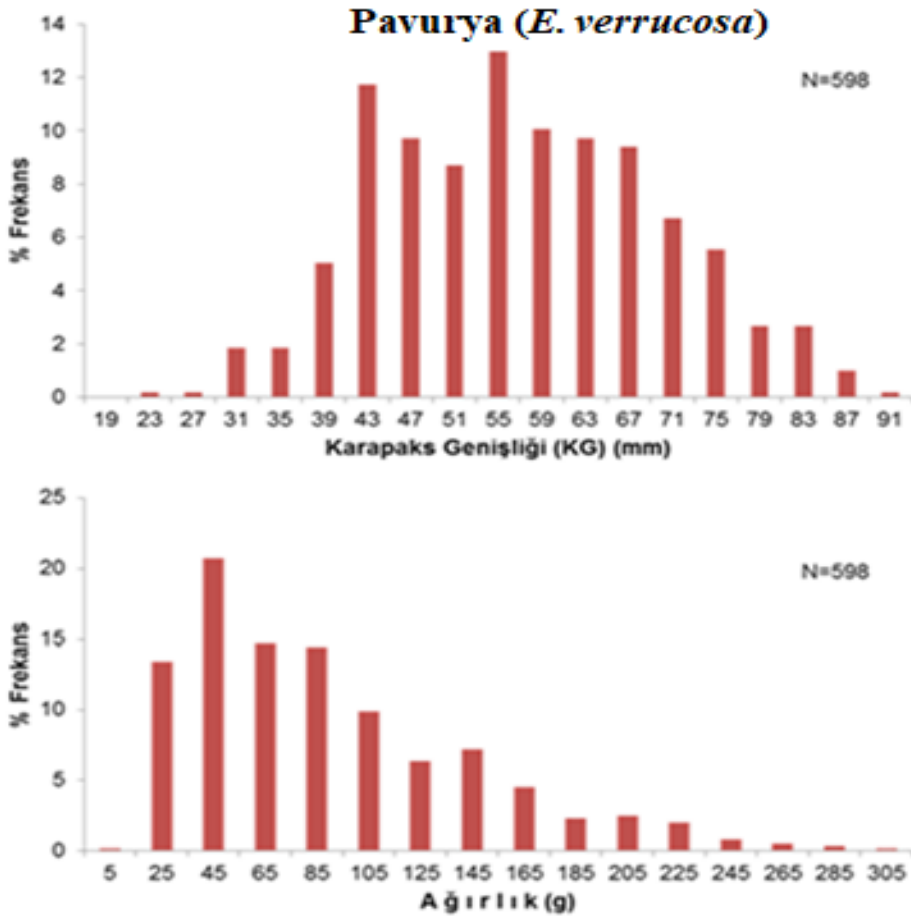 Pavurya (E. verrucosa)
14
N=598
12
10
8
6
4
2
0
% Frekans
19 23 27 31 35 39 43 47 51 55 59 63 67 71 75 79 83 87 91
Karapaks Genişliği (KG) (mm)
25
N=598
20
15
10
5
0
% Frekans
5 25 45 65 85 105 125 145 165 185 205 225 245 265 285 305
A ğ ı r l ı k (g)